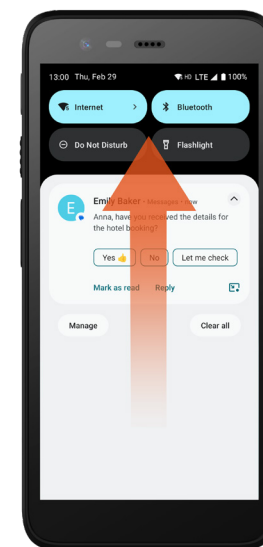 13:00 Thu, Feb 29 HD LTE 100%
Internet > Bluetooth
Do Not Disturb Flashlight
E Emily Baker • Messages • now
Anna, have you received the details for
the hotel booking?
Yes 👍 No Let me check
Mark as read Reply
Manage Clear all